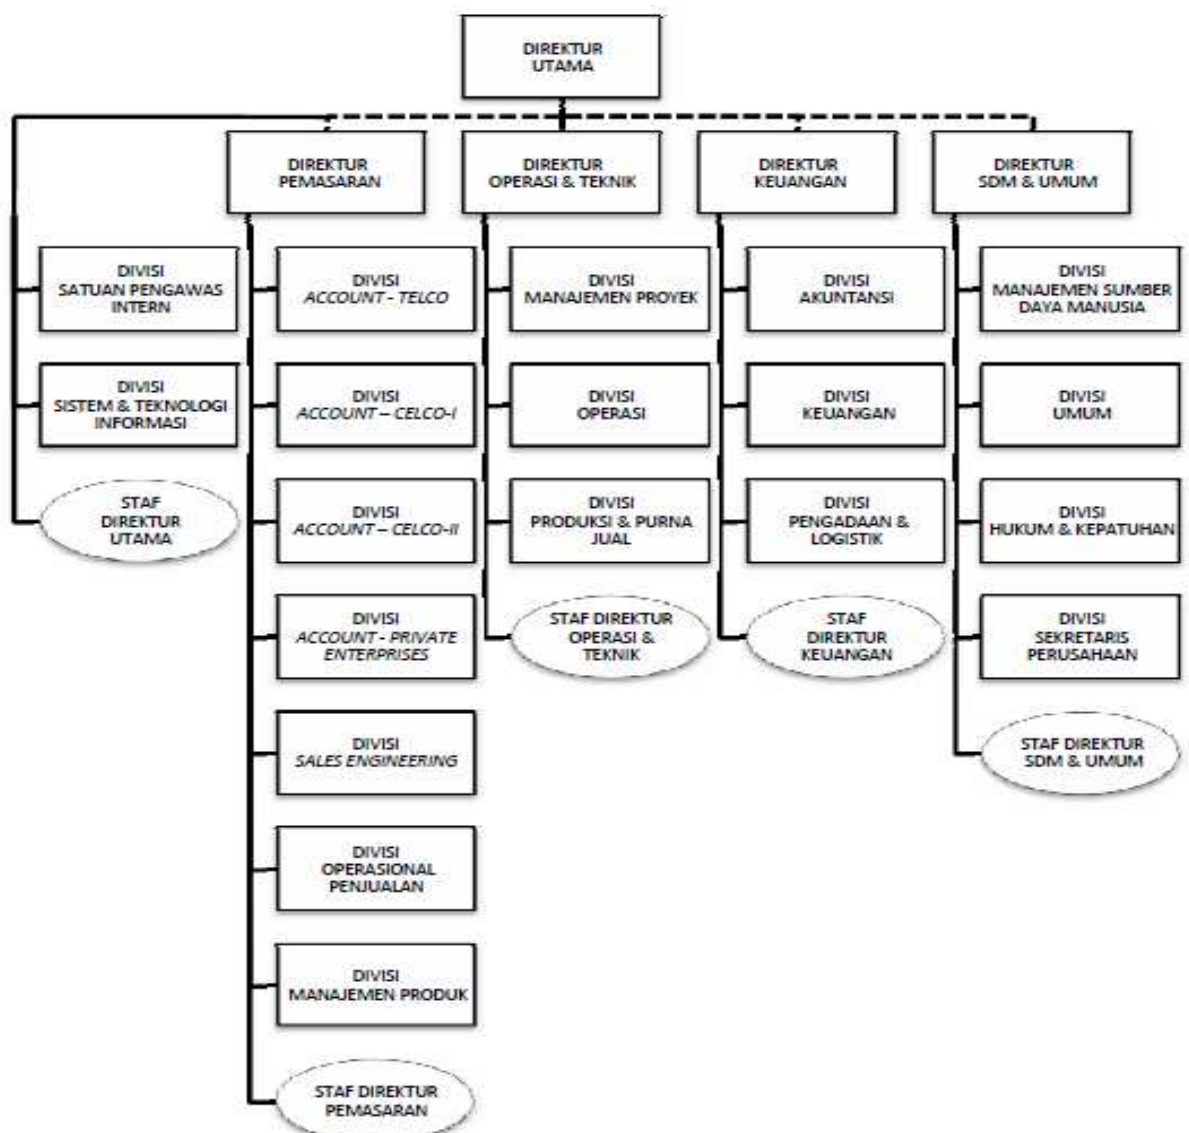 DIREKTUR
UTAMA
DIREKTUR
PEMASARAN
DIREKTUR
OPERASI & TEKNIK
DIREKTUR
KEUANGAN
DIREKTUR
SDM & UMUM
DIVISI
SATUAN PENGAWAS
INTERN
DIVISI
SISTEM & TEKNOLOGI
INFORMASI
STAF
DIREKTUR
UTAMA
DIVISI
ACCOUNT - TELCO
DIVISI
ACCOUNT – CELCO-I
DIVISI
ACCOUNT – CELCO-II
DIVISI
ACCOUNT - PRIVATE
ENTERPRISES
DIVISI
SALES ENGINEERING
DIVISI
OPERASIONAL
PENJUALAN
DIVISI
MANAJEMEN PRODUK
STAF DIREKTUR
PEMASARAN
DIVISI
MANAJEMEN PROYEK
DIVISI
OPERASI
DIVISI
PRODUKSI & PURNA
JUAL
STAF DIREKTUR
OPERASI &
TEKNIK
DIVISI
AKUNTANSI
DIVISI
KEUANGAN
DIVISI
PENGADAAN &
LOGISTIK
STAF
DIREKTUR
KEUANGAN
DIVISI
MANAJEMEN SUMBER
DAYA MANUSIA
DIVISI
UMUM
DIVISI
HUKUM & KEPATUHAN
DIVISI
SEKRETARIS
PERUSAHAAN
STAF DIREKTUR
SDM & UMUM